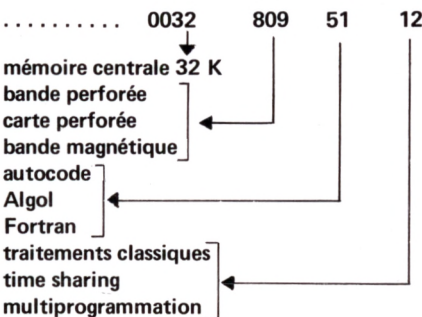 .......... 0032 809 51 12
mémoire centrale 32 K
bande perforée
carte perforée
bande magnétique
autocode
Algol
Fortran
traitements classiques
time sharing
multiprogrammation